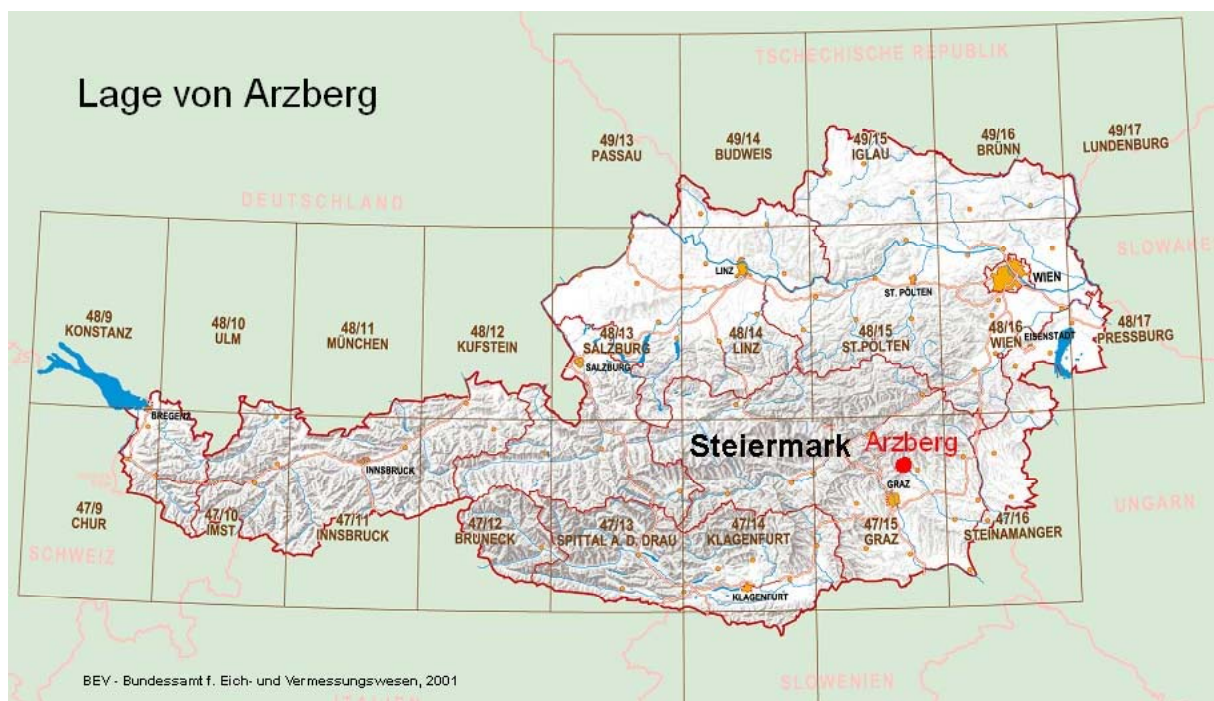 TSCHECHISCHE REPUBLIK
Lage von Arzberg
49/13
PASSAU
49/14
BUDWEIS
49/15
IGLAU
49/16
BRÜNN
49/17
LUNDENBURG
DEUTSCHLAND
SLOWAKE
LINZ
WIEN
ST. PÖLTEN
48/9
KONSTANZ
48/10
ULM
48/11
MÜNCHEN
48/12
KUFSTEIN
48/13
SALZBURG
SALZBURG
48/14
LINZ
48/15
ST.PÖLTEN
48/16
WIEN
EISENSTADT
48/17
PRESSBURG
BREGENZ
Steiermark
Arzberg
INNSBRUCK
GRAZ
47/9
CHUR
47/10
IMST
47/11
INNSBRUCK
47/12
BRUNECK
47/13
SPITTAL A. D. DRAU
47/14
KLAGENFURT
47/15
GRAZ
47/16
STEINAMANGER
UNGARN
SCHWEIZ
KLAGENFURT
BEV - Bundessamt f. Eich- und Vermessungswesen, 2001
SLOWENIEN
ITALIEN